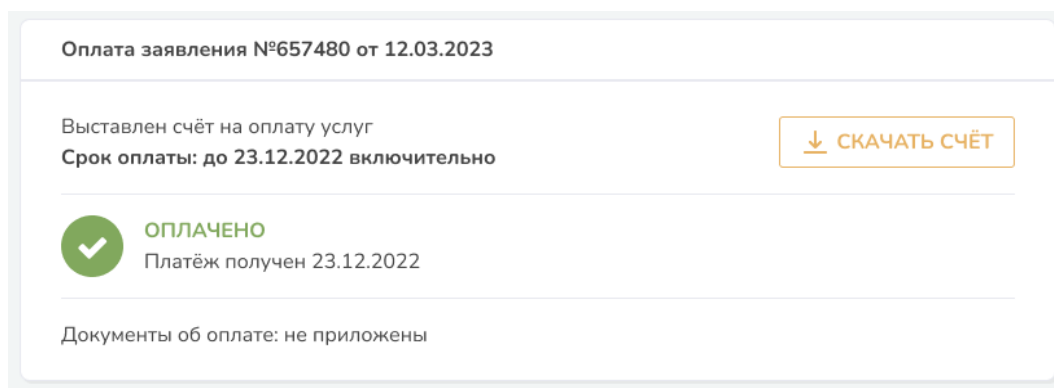 Оплата заявления №657480 от 12.03.2023
Выставлен счёт на оплату услуг
Срок оплаты: до 23.12.2022 включительно
СКАЧАТЬ СЧЁТ
ОПЛАЧЕНО
Платёж получен 23.12.2022
Документы об оплате: не приложены